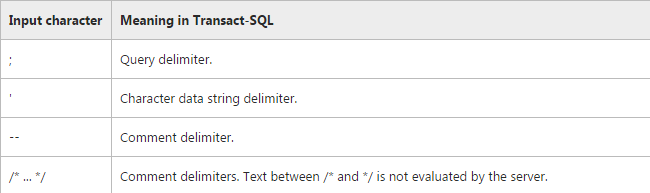 Input character Meaning in Transact-SQL
; Query delimiter.
' Character data string delimiter.
-- Comment delimiter.
/* ... */ Comment delimiters. Text between /* and */ is not evaluated by the server.